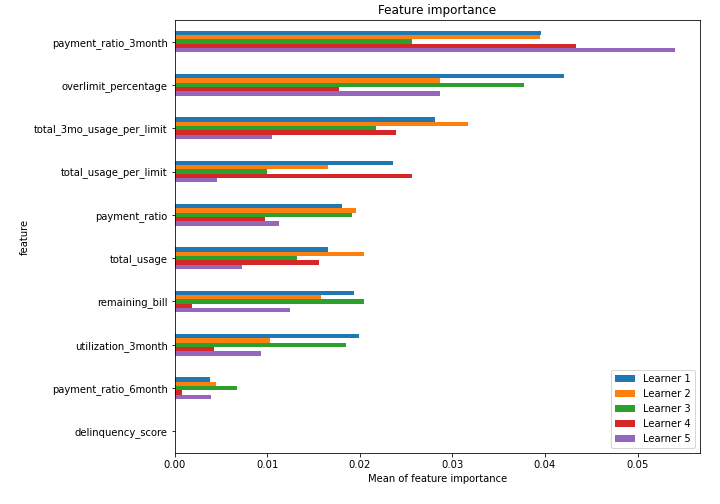 Feature importance
payment_ratio_3month
overlimit_percentage
total_3mo_usage_per_limit
total_usage_per_limit
payment_ratio
total_usage
remaining_bill
utilization_3month
payment_ratio_6month
delinquency_score
feature
Learner 1
Learner 2
Learner 3
Learner 4
Learner 5
0.00 0.01 0.02 0.03 0.04 0.05
Mean of feature importance